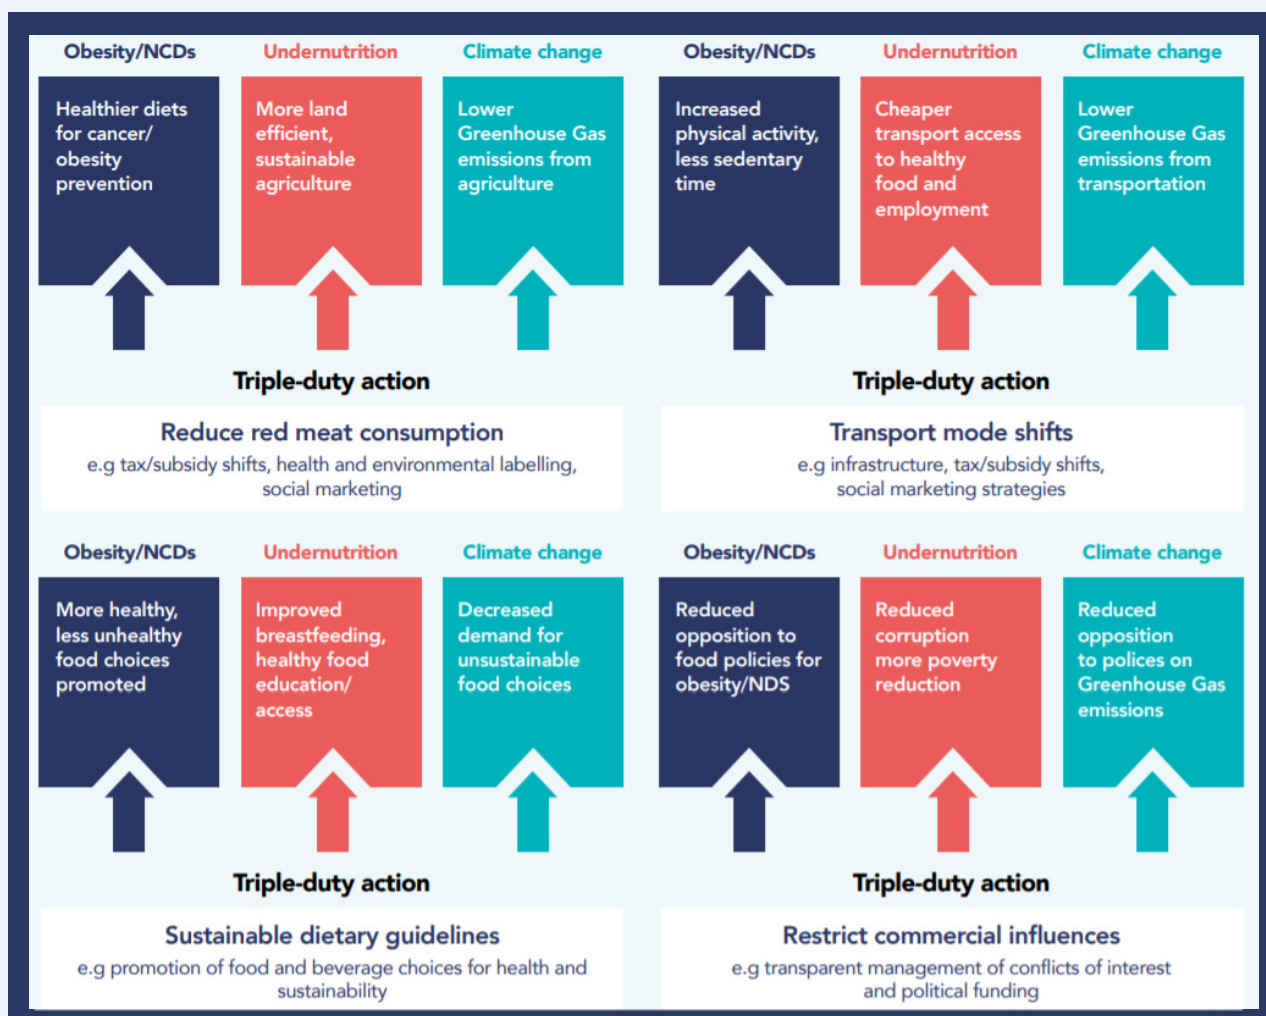 Obesity/NCDs
Undernutrition
Climate change
Healthier diets
for cancer/
obesity
prevention
More land
efficient,
sustainable
agriculture
Lower
Greenhouse Gas
emissions from
agriculture
Triple-duty action
Reduce red meat consumption
e.g tax/subsidy shifts, health and environmental labelling,
social marketing
Obesity/NCDs
Undernutrition
Climate change
Increased
physical activity,
less sedentary
time
Cheaper
transport access
to healthy
food and
employment
Lower
Greenhouse Gas
emissions from
transportation
Triple-duty action
Transport mode shifts
e.g infrastructure, tax/subsidy shifts,
social marketing strategies
Obesity/NCDs
Undernutrition
Climate change
More healthy,
less unhealthy
food choices
promoted
Improved
breastfeeding,
healthy food
education/
access
Decreased
demand for
unsustainable
food choices
Triple-duty action
Sustainable dietary guidelines
e.g promotion of food and beverage choices for health and
sustainability
Obesity/NCDs
Undernutrition
Climate change
Reduced
opposition to
food policies for
obesity/NDS
Reduced
corruption
more poverty
reduction
Reduced
opposition
to polices on
Greenhouse Gas
emissions
Triple-duty action
Restrict commercial influences
e.g transparent management of conflicts of interest
and political funding